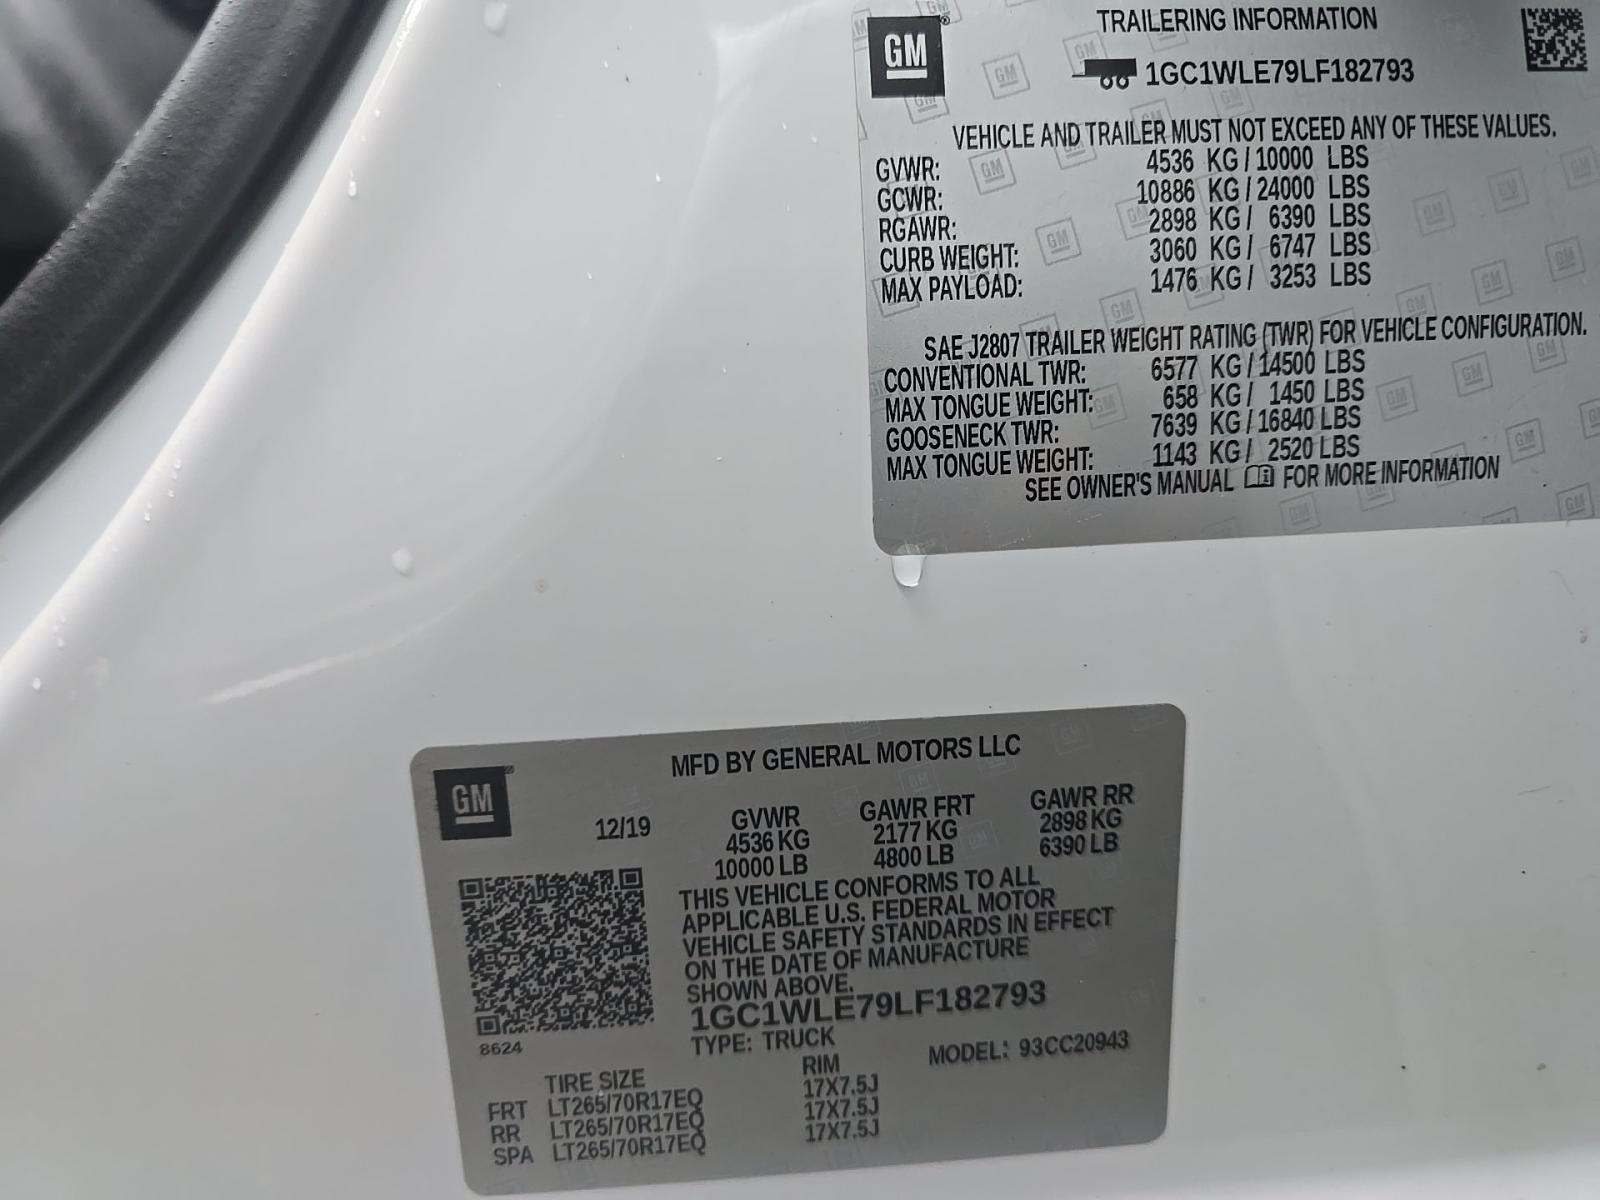 GM
TRAILERING INFORMATION
1GC1WLE79LF182793
VEHICLE AND TRAILER MUST NOT EXCEED ANY OF THESE VALUES.
GVWR: 4536 KG / 10000 LBS
GCWR: 10886 KG / 24000 LBS
RGAWR: 2898 KG / 6390 LBS
CURB WEIGHT: 3060 KG / 6747 LBS
MAX PAYLOAD: 1476 KG / 3253 LBS
SAE J2807 TRAILER WEIGHT RATING (TWR) FOR VEHICLE CONFIGURATION.
CONVENTIONAL TWR: 6577 KG / 14500 LBS
MAX TONGUE WEIGHT: 658 KG / 1450 LBS
GOOSENECK TWR: 7639 KG / 16840 LBS
MAX TONGUE WEIGHT: 1143 KG / 2520 LBS
SEE OWNER'S MANUAL FOR MORE INFORMATION
GM
MFD BY GENERAL MOTORS LLC
12/19 GVWR GAWR FRT GAWR RR
4536 KG 2177 KG 2898 KG
10000 LB 4800 LB 6390 LB
THIS VEHICLE CONFORMS TO ALL
APPLICABLE U.S. FEDERAL MOTOR
VEHICLE SAFETY STANDARDS IN EFFECT
ON THE DATE OF MANUFACTURE
SHOWN ABOVE.
1GC1WLE79LF182793
8624
TYPE: TRUCK MODEL: 93CC20943
TIRE SIZE RIM
FRT LT265/70R17EQ 17X7.5J
RR LT265/70R17EQ 17X7.5J
SPA LT265/70R17EQ 17X7.5J